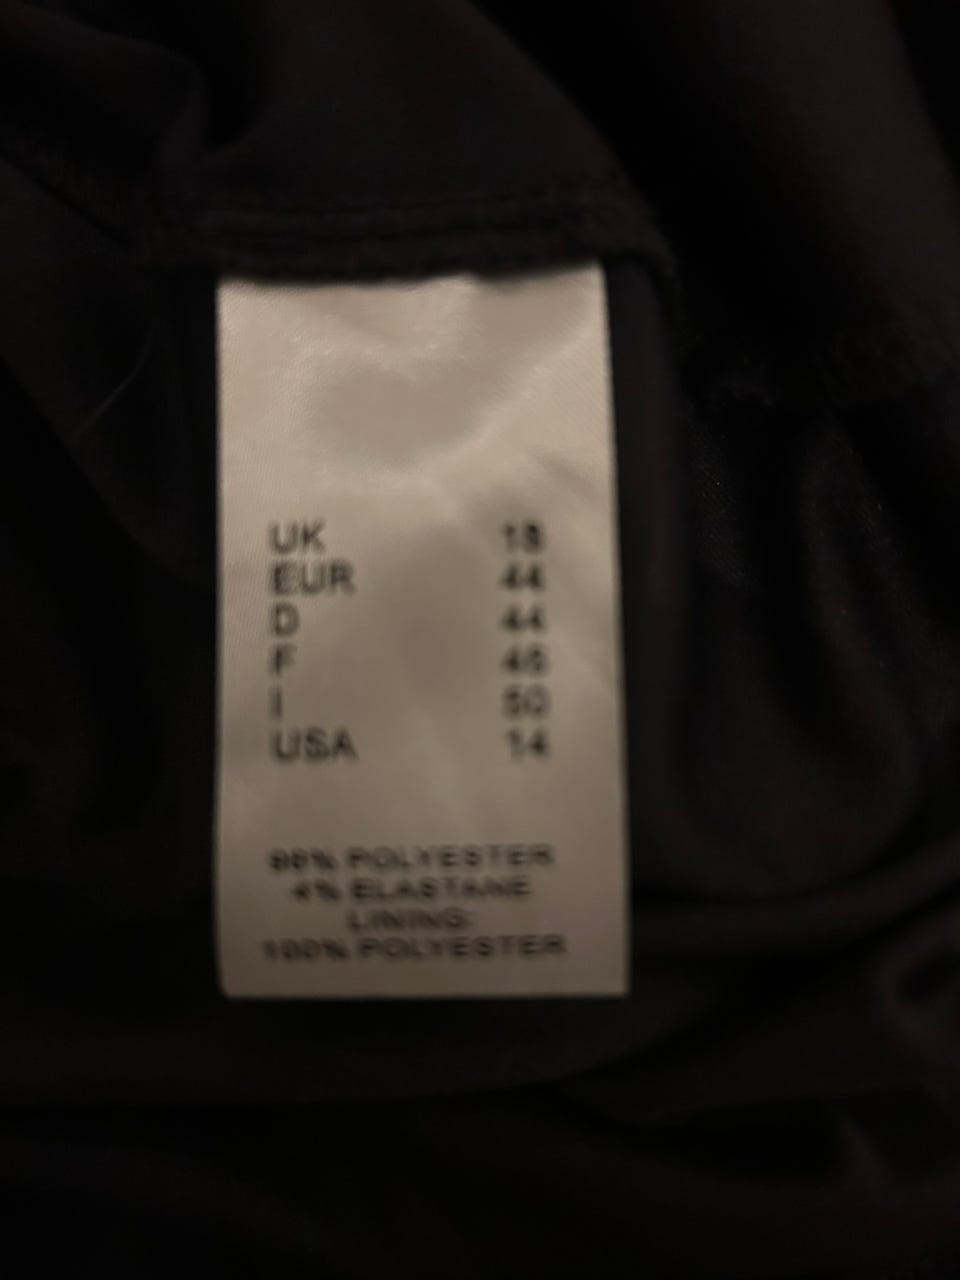 UK 18
EUR 44
D 44
F 46
I 50
USA 14
96% POLYESTER
4% ELASTANE
LINING:
100% POLYESTER